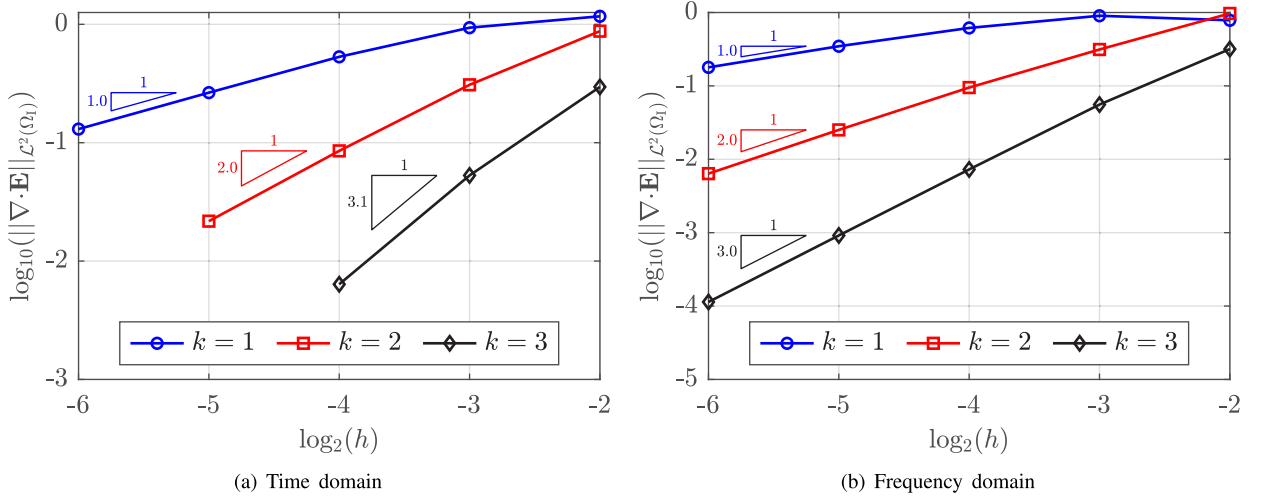 0
-1
-2
-3
-6
-5
-4
-3
-2
log₁₀(||∇·𝐄||ℒ²(Ω_I))
log₂(h)
1
1.0
1
2.0
1
3.1
k = 1
k = 2
k = 3
(a) Time domain
-0
-1
-2
-3
-4
-5
-6
-5
-4
-3
-2
log₁₀(||∇·𝐄||ℒ²(Ω_I))
log₂(h)
1
1.0
1
2.0
1
3.0
k = 1
k = 2
k = 3
(b) Frequency domain